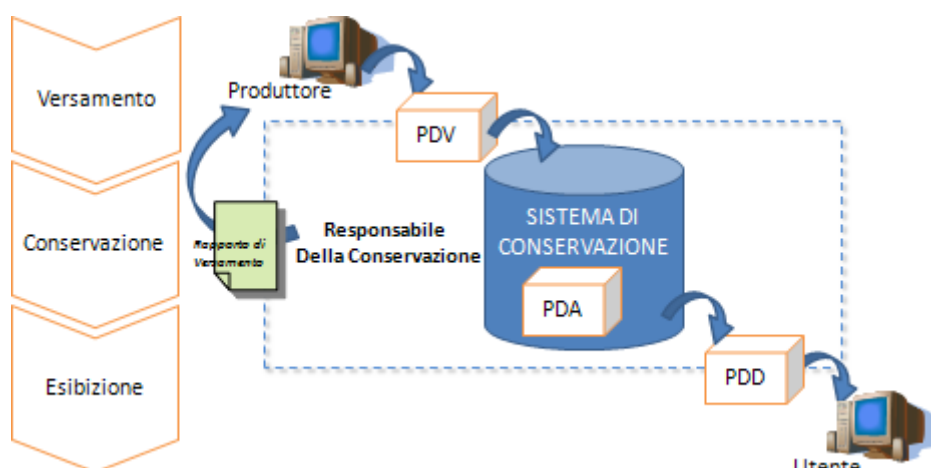 Versamento
Produttore
PDV
Conservazione
Rapporto di
Versamento
Responsabile
Della Conservazione
SISTEMA DI
CONSERVAZIONE
PDA
Esibizione
PDD
Utente